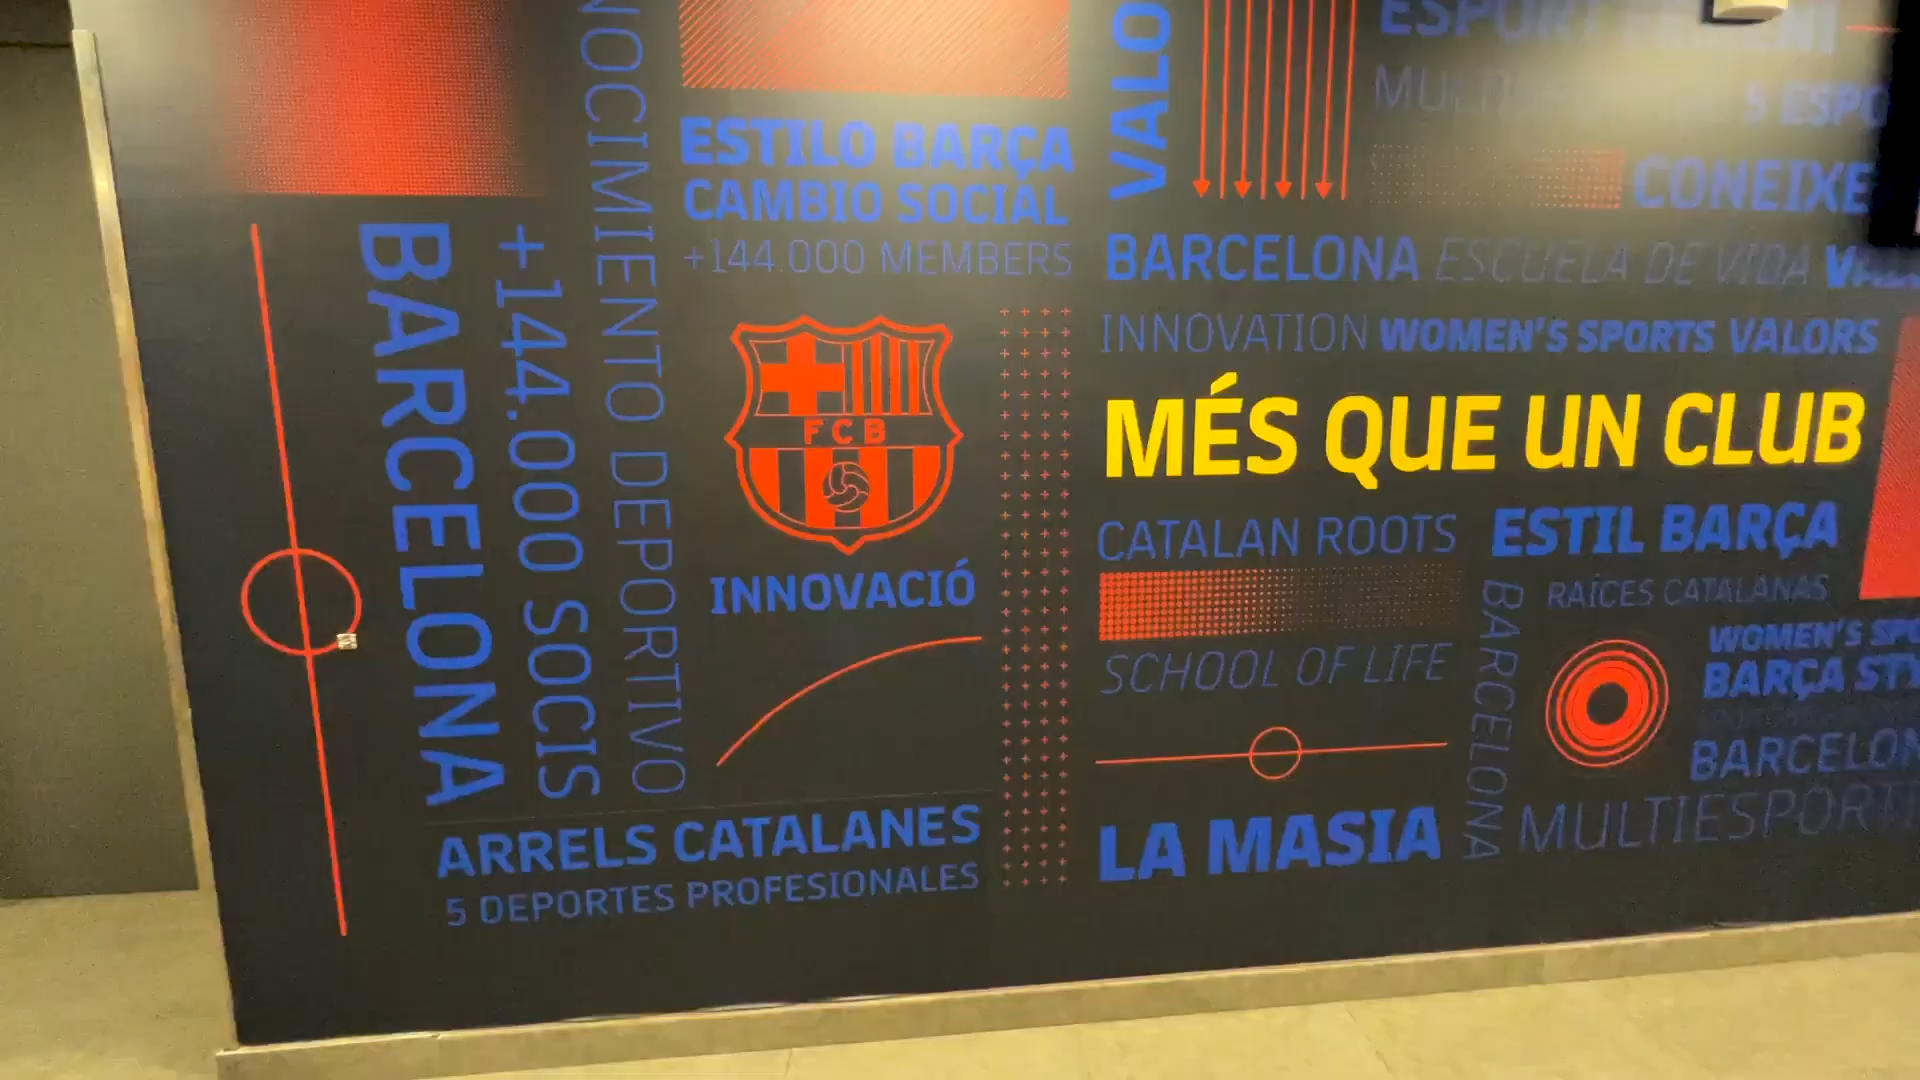 BARCELONA
+144.000 SOCIS
NOCIMIENTO DEPORTIVO
ESTILO BARÇA
CAMBIO SOCIAL
+144.000 MEMBERS
FCB
INNOVACIÓ
ARRELS CATALANES
5 DEPORTES PROFESIONALES
VALO
CONEIXE
BARCELONA ESCUELA DE VIDA
INNOVATION WOMEN'S SPORTS VALORS
MÉS QUE UN CLUB
CATALAN ROOTS
ESTIL BARÇA
RAÍCES CATALANAS
SCHOOL OF LIFE
BARCELONA
WOMEN'S SPO
BARÇA STY
BARCELON
LA MASIA
MULTIESPORT